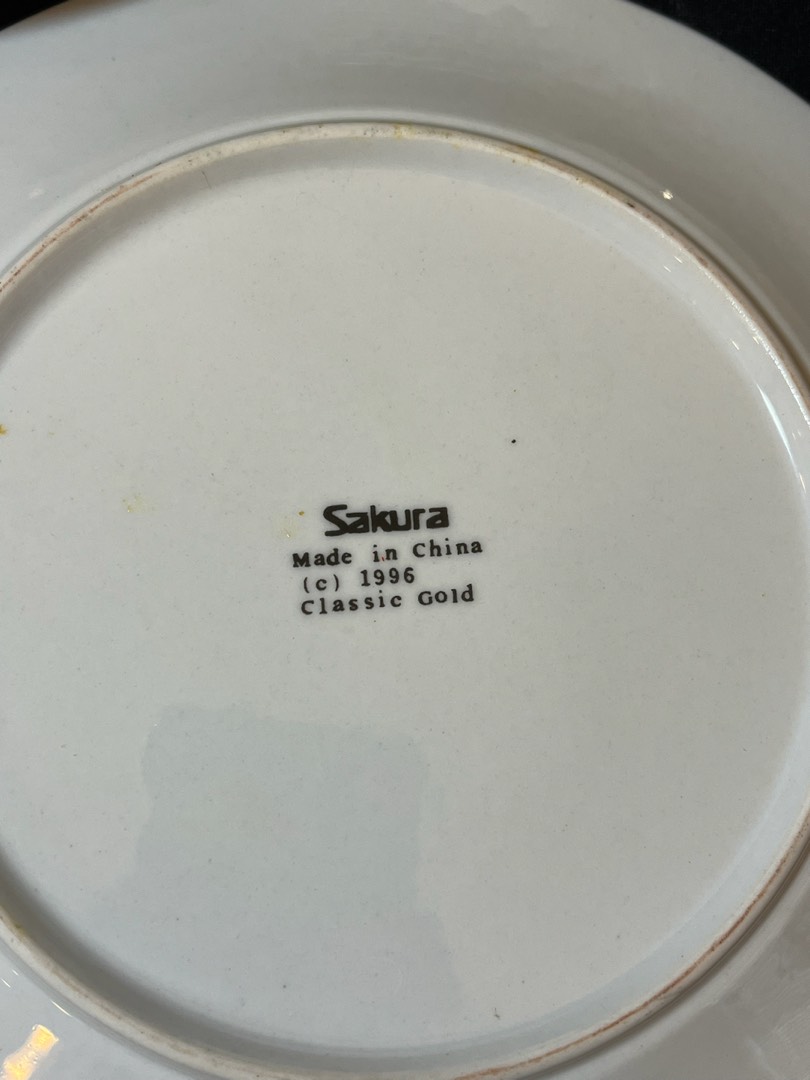 Sakura
Made in China
(c) 1996
Classic Gold